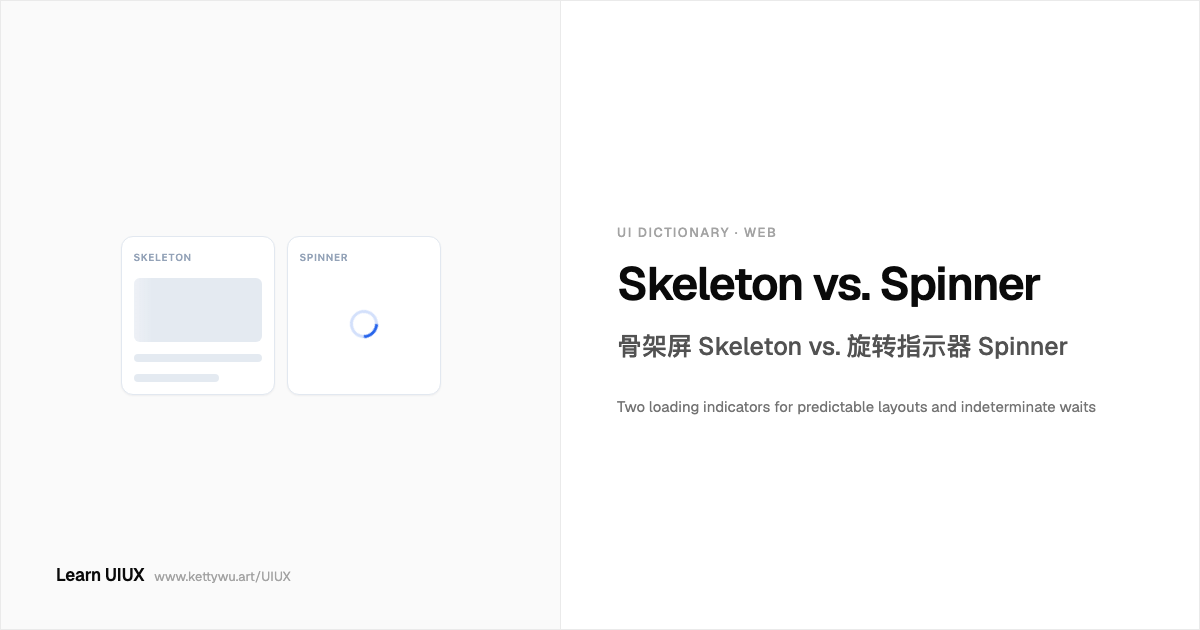 SKELETON
SPINNER
Learn UIUX www.kettywu.art/UIUX
UI DICTIONARY · WEB
Skeleton vs. Spinner
骨架屏 Skeleton vs. 旋转指示器 Spinner
Two loading indicators for predictable layouts and indeterminate waits